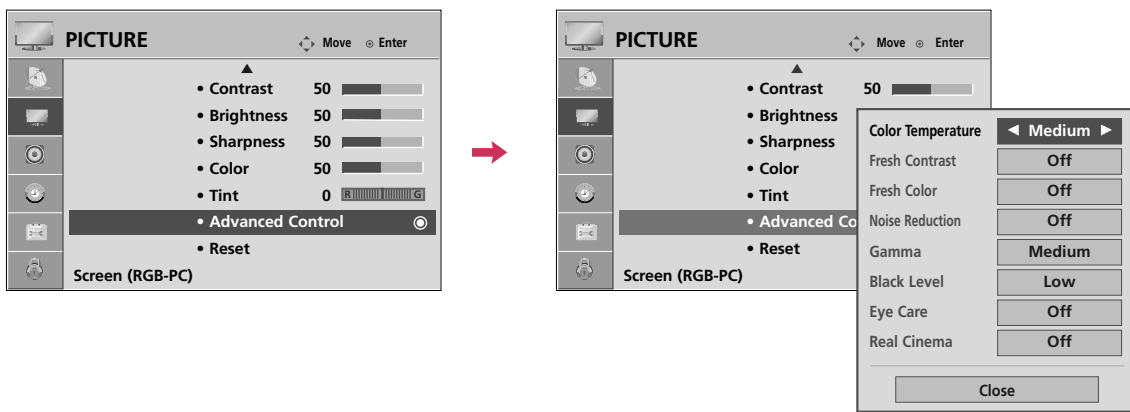 PICTURE Move Enter
• Contrast 50
• Brightness 50
• Sharpness 50
• Color 50
• Tint 0 R G
• Advanced Control
• Reset
Screen (RGB-PC)
PICTURE Move Enter
• Contrast 50
• Brightness
• Sharpness
• Color
• Tint
• Advanced Co
• Reset
Screen (RGB-PC)
Color Temperature ◀ Medium ▶
Fresh Contrast Off
Fresh Color Off
Noise Reduction Off
Gamma Medium
Black Level Low
Eye Care Off
Real Cinema Off
Close